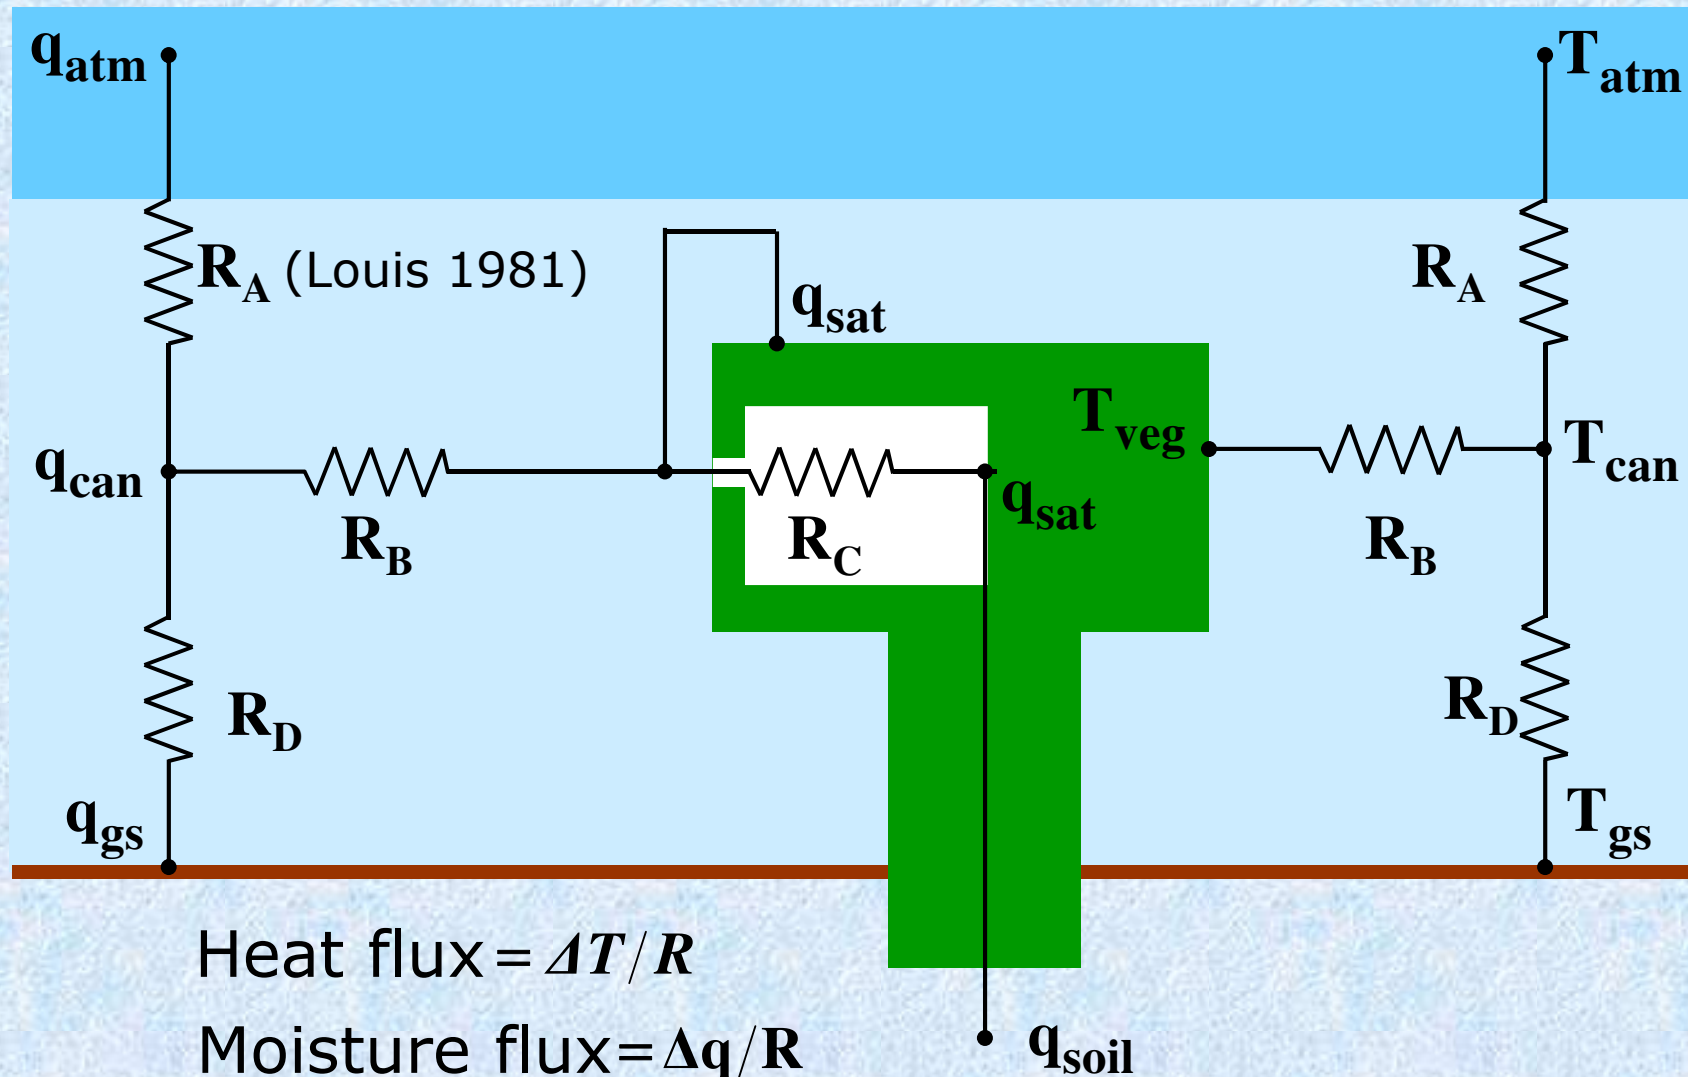 q_atm
T_atm
R_A (Louis 1981)
R_A
q_sat
T_veg
q_can
T_can
q_sat
R_B
R_C
R_B
R_D
R_D
q_gs
T_gs
Heat flux = ΔT/R
Moisture flux=Δq/R
q_soil